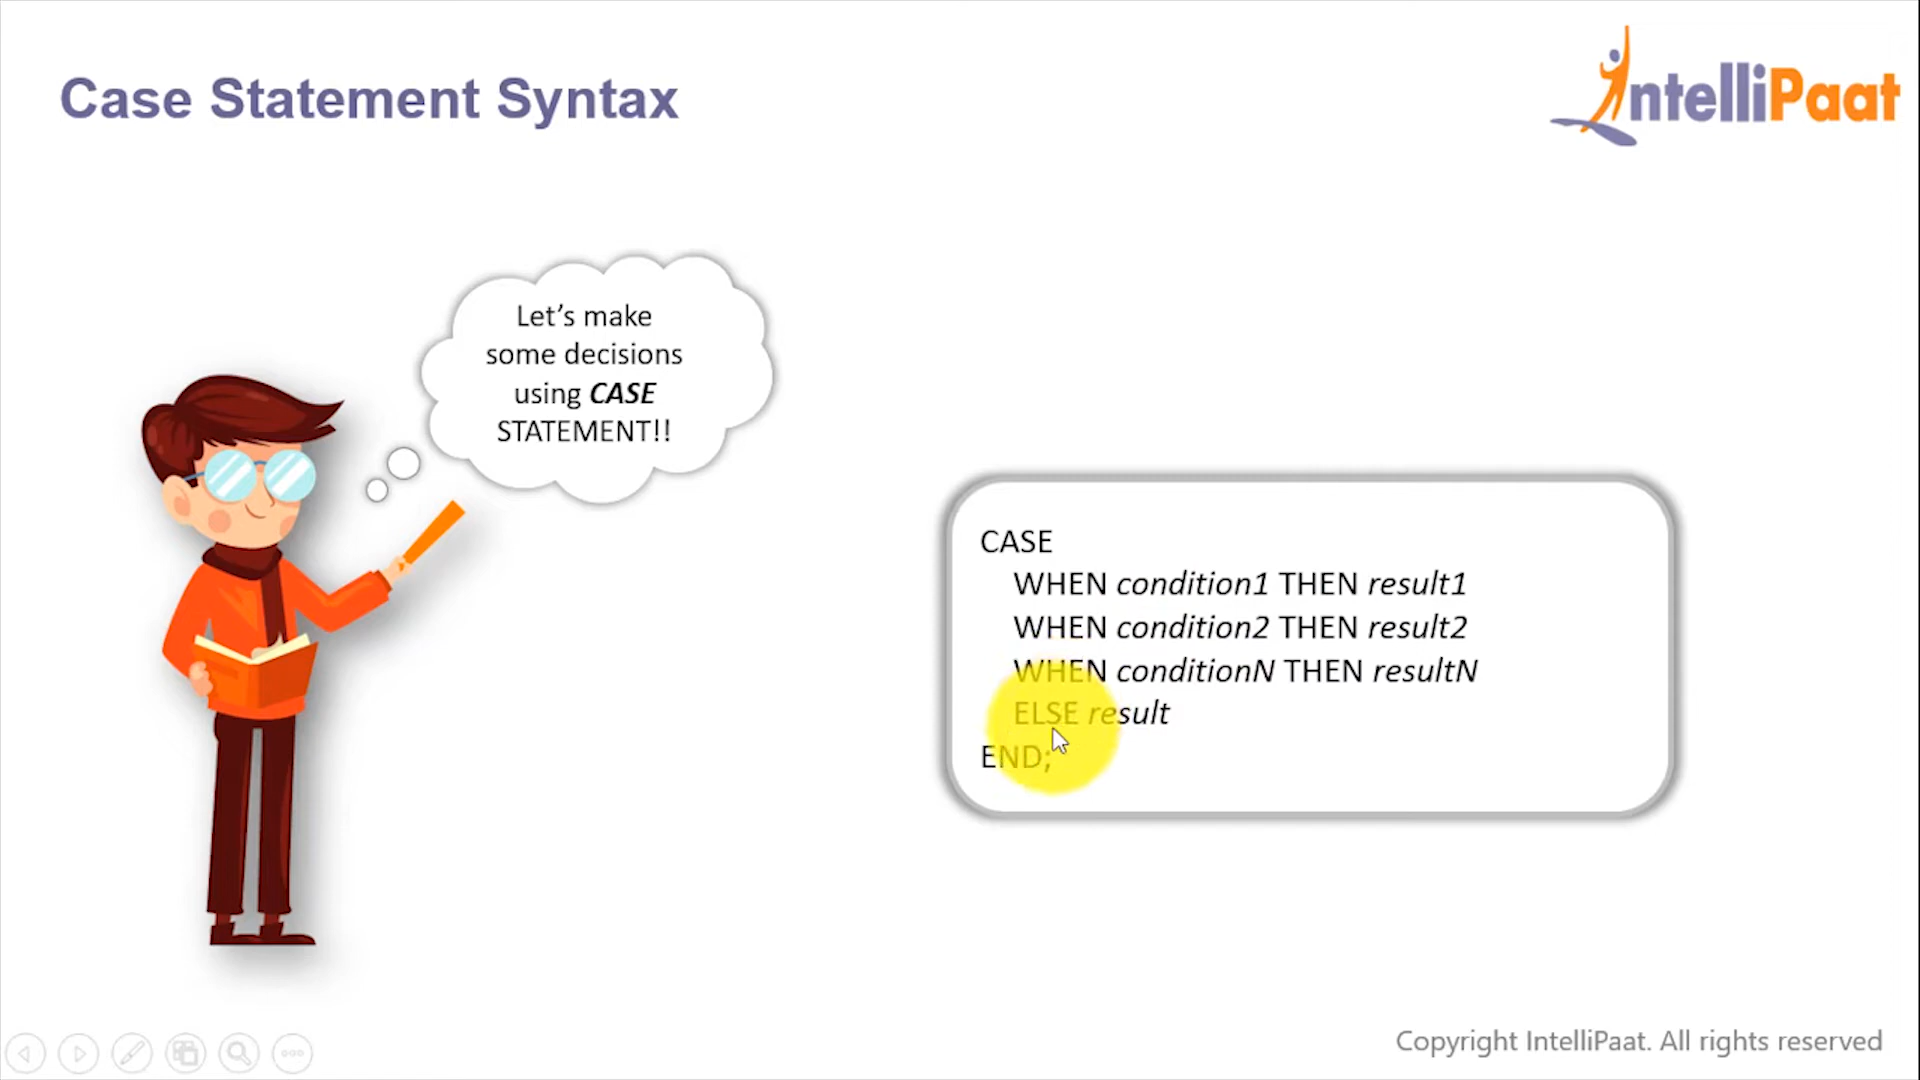 Case Statement Syntax
IntelliPaat
Let's make
some decisions
using CASE
STATEMENT!!
CASE
WHEN condition1 THEN result1
WHEN condition2 THEN result2
WHEN conditionN THEN resultN
ELSE result
END;
Copyright IntelliPaat. All rights reserved